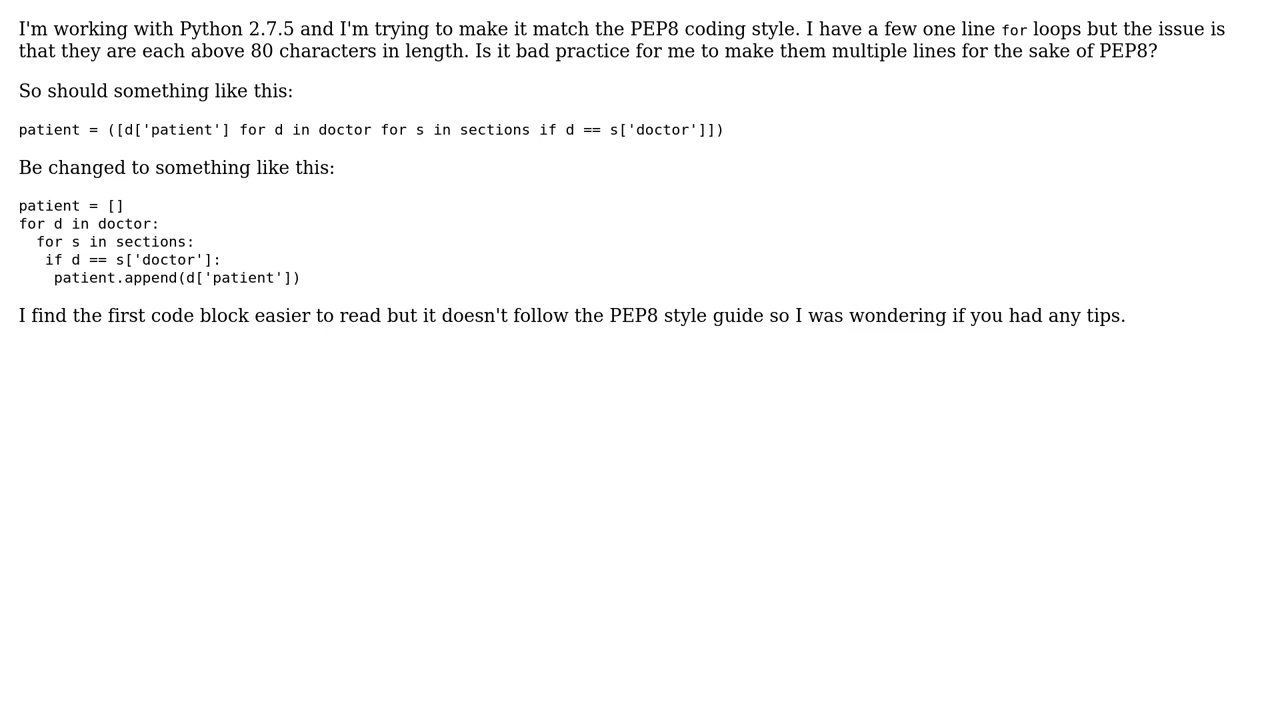 I'm working with Python 2.7.5 and I'm trying to make it match the PEP8 coding style. I have a few one line for loops but the issue is
that they are each above 80 characters in length. Is it bad practice for me to make them multiple lines for the sake of PEP8?
So should something like this:
patient = ([d['patient'] for d in doctor for s in sections if d == s['doctor']])
Be changed to something like this:
patient = []
for d in doctor:
  for s in sections:
   if d == s['doctor']:
    patient.append(d['patient'])
I find the first code block easier to read but it doesn't follow the PEP8 style guide so I was wondering if you had any tips.